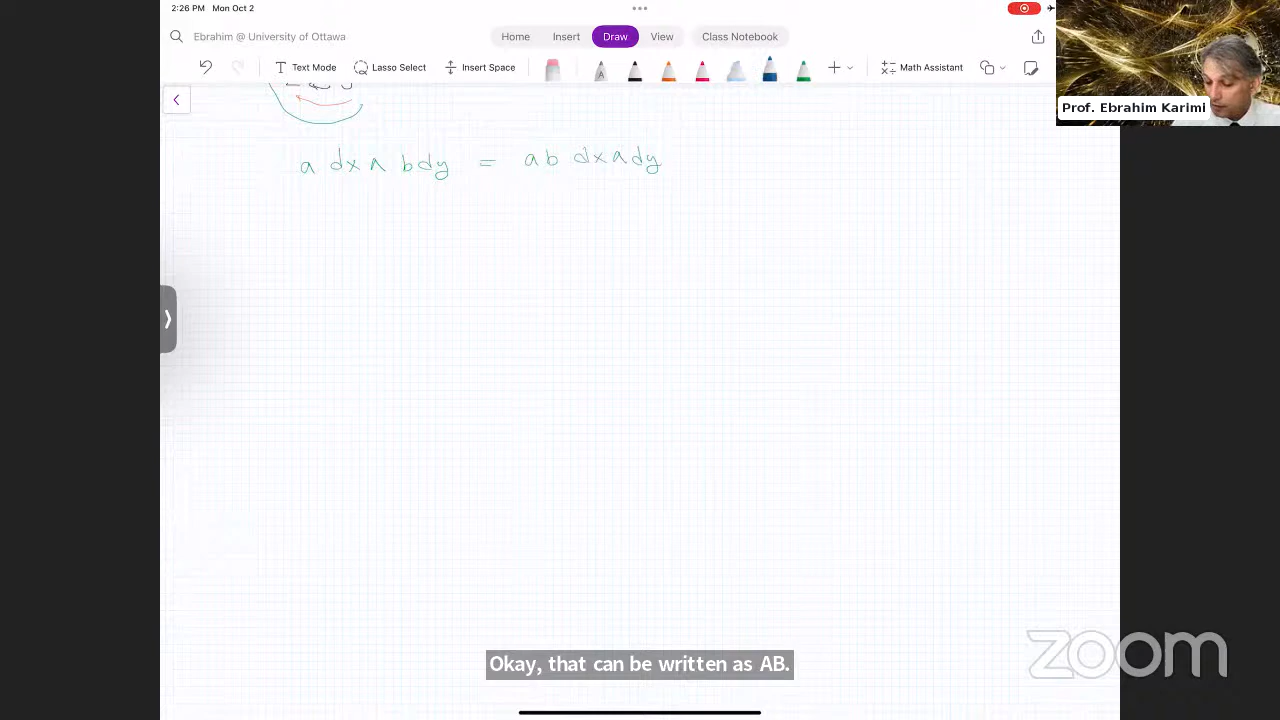 2:26 PM Mon Oct 2
Ebrahim @ University of Ottawa
Home Insert Draw View Class Notebook
Text Mode Lasso Select Insert Space Math Assistant
Prof. Ebrahim Karimi
a dx ∧ b dy = ab dx ∧ dy
Okay, that can be written as AB.
zoom